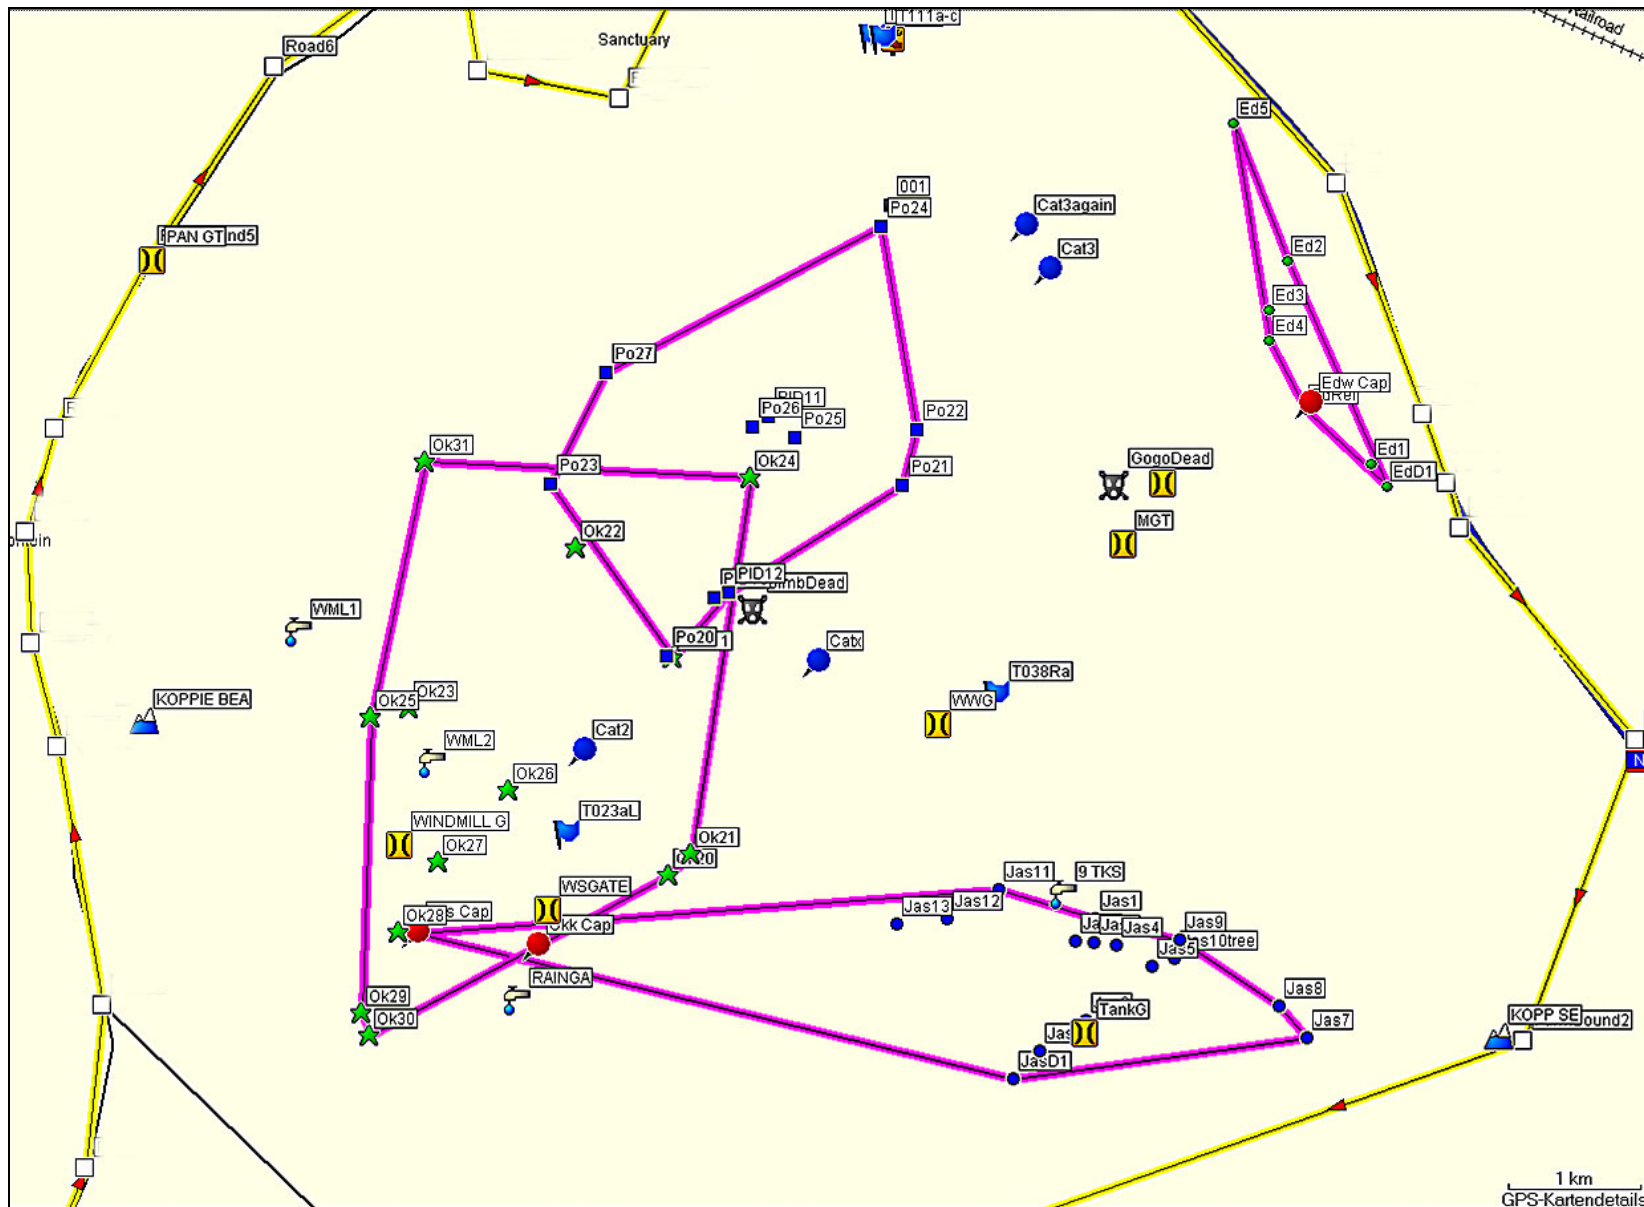 T111a-c
Railroad
Sanctuary
Road6
Ed5
001
Po24
Cat3again
PAN GT
nd5
Cat3
Ed2
Ed3
Ed4
Po27
Edw Cap
PID11
Po26
Po25
Po22
Ok31
Po23
Ok24
Po21
GogoDead
Ed1
EdD1
Ok22
MGT
PID12
WML1
Po20
Catx
T038Ra
KOPPIE BEA
Ok25
Ok23
WWG
WML2
Cat2
Ok26
N
WINDMILL G
T023aL
Ok27
Ok21
WSGATE
Jas11
9 TKS
Ok28
Jas13
Jas12
Jas1
Jas4
Jas9
Jas5
RAINGA
Ok29
Ok30
TankG
Jas8
Jas7
JasD1
KOPP SE
ound2
1 km
GPS-Kartendetails